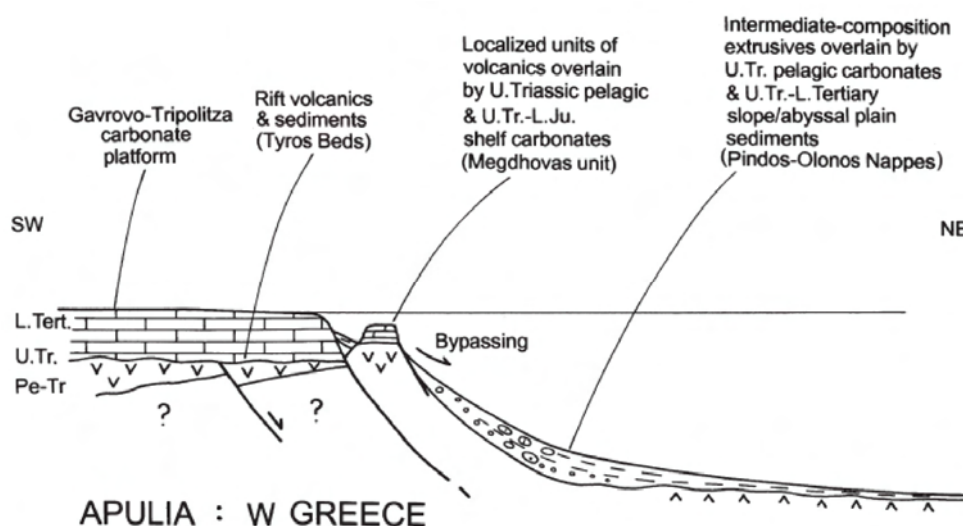 Gavrovo-Tripolitza
carbonate
platform
Rift volcanics
& sediments
(Tyros Beds)
Localized units of
volcanics overlain
by U.Triassic pelagic
& U.Tr.-L.Ju.
shelf carbonates
(Megdhovas unit)
Intermediate-composition
extrusives overlain by
U.Tr. pelagic carbonates
& U.Tr.-L.Tertiary
slope/abyssal plain
sediments
(Pindos-Olonos Nappes)
SW
NE
L.Tert.
U.Tr.
Pe-Tr
Bypassing
?
?
APULIA : W GREECE